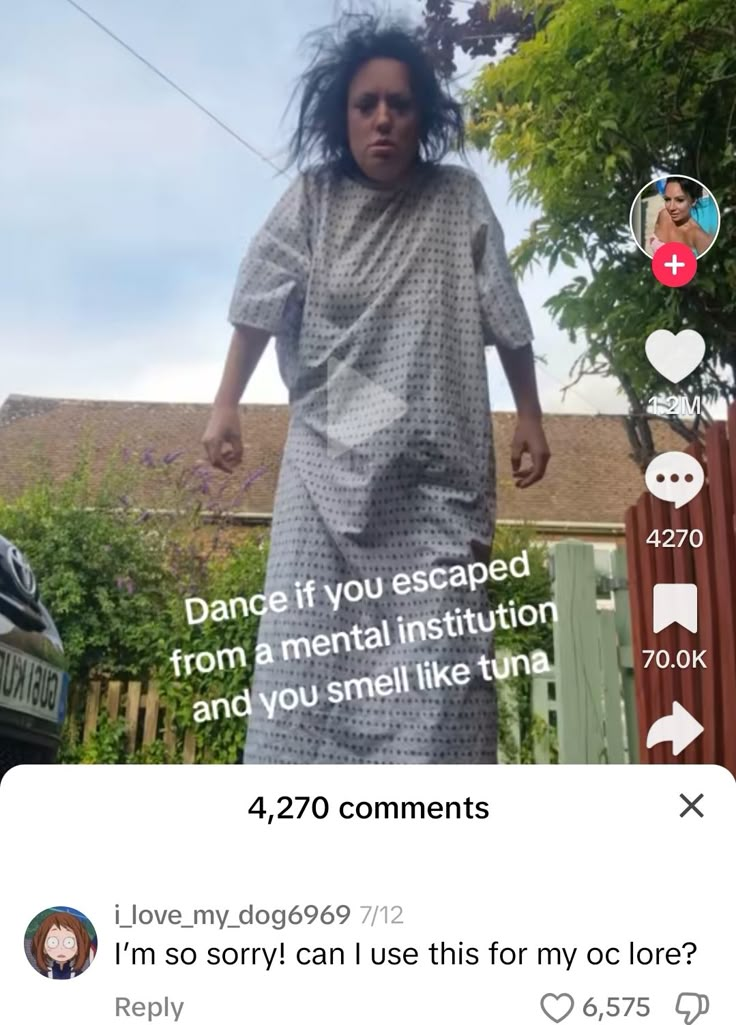 1.2M
4270
70.0K
Dance if you escaped
from a mental institution
and you smell like tuna
4,270 comments
i_love_my_dog6969 7/12
I'm so sorry! can I use this for my oc lore?
Reply
6,575